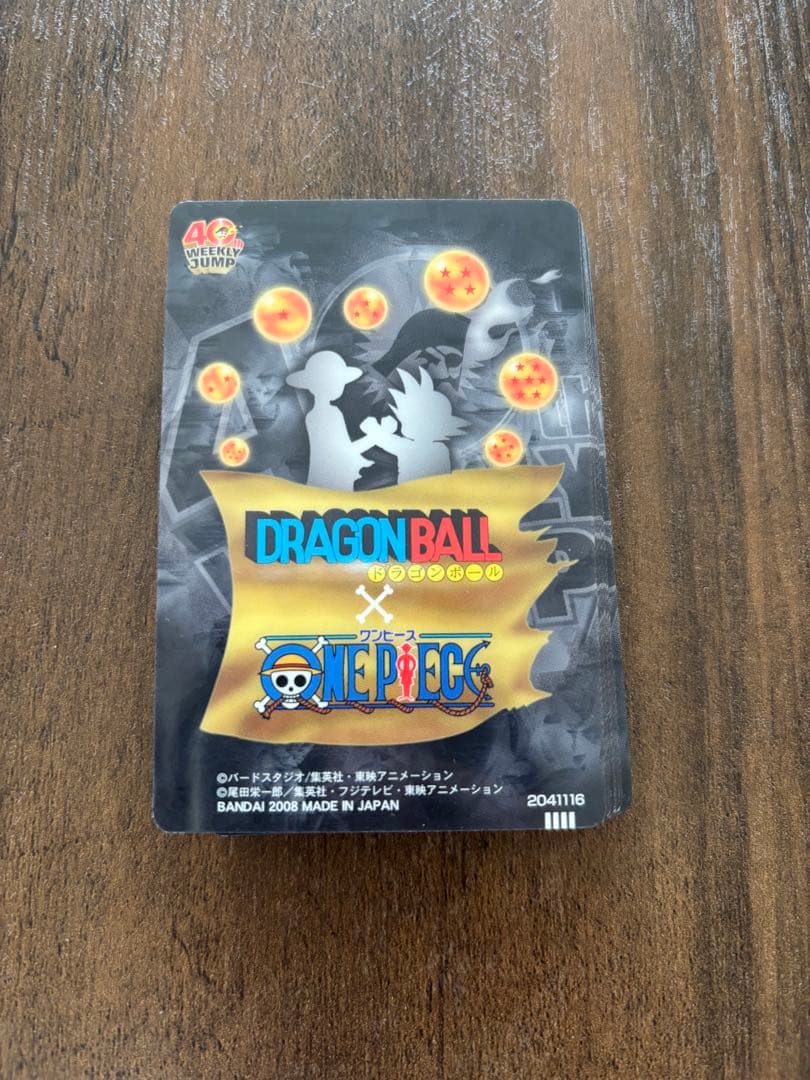 40th
WEEKLY
JUMP
DRAGONBALL
ドラゴンボール
×
ワンピース
ONE PIECE
©バードスタジオ/集英社・東映アニメーション
©尾田栄一郎/集英社・フジテレビ・東映アニメーション
BANDAI 2008 MADE IN JAPAN
2041116